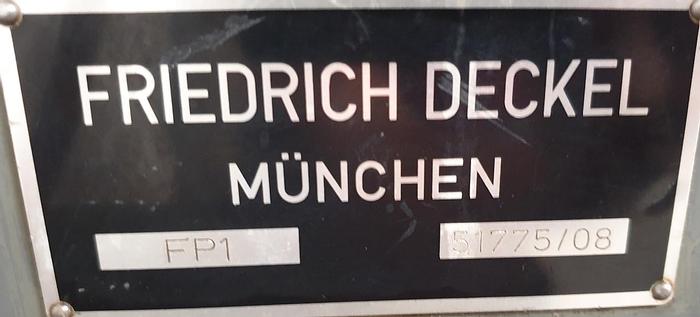 FRIEDRICH DECKEL
MÜNCHEN
FP1 51775/08